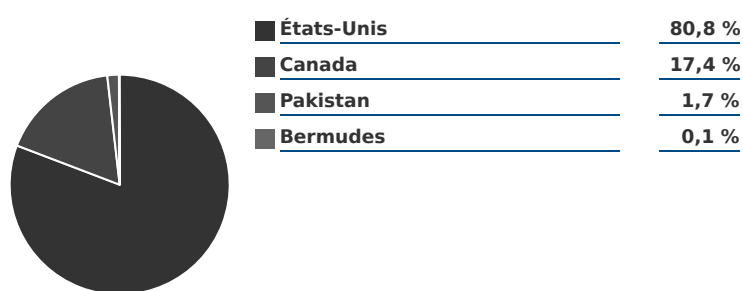 États-Unis 80,8 %
Canada 17,4 %
Pakistan 1,7 %
Bermudes 0,1 %